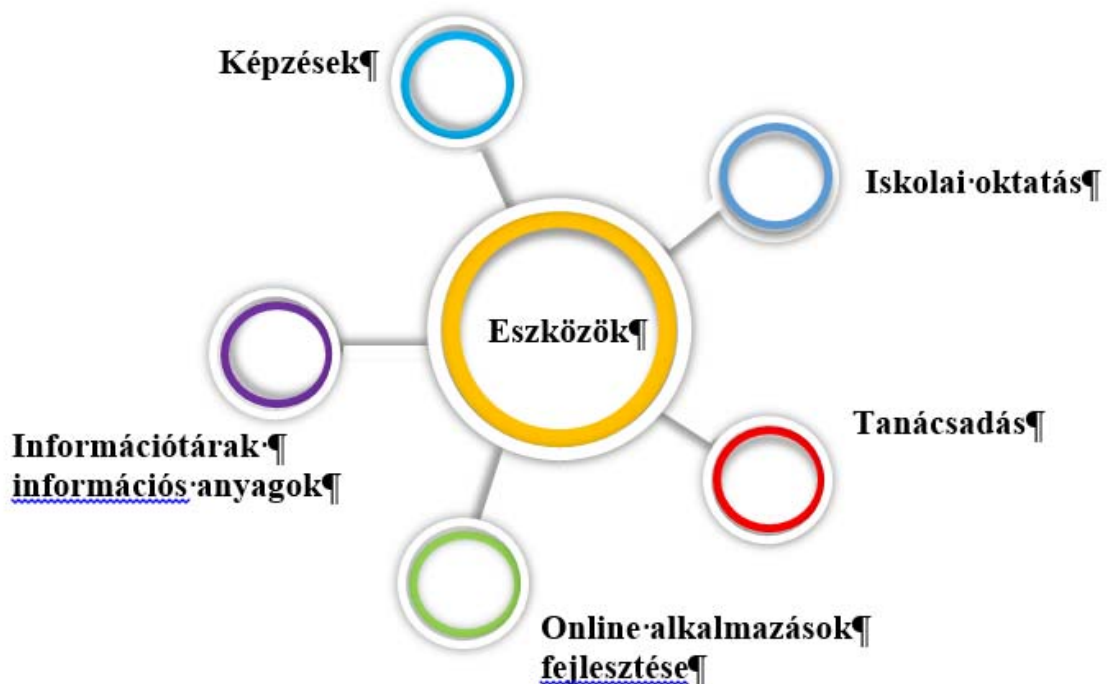 Képzések¶
Iskolai·oktatás¶
Eszközök¶
Tanácsadás¶
Információtárak·¶
információs·anyagok¶
Online·alkalmazások¶
fejlesztése¶